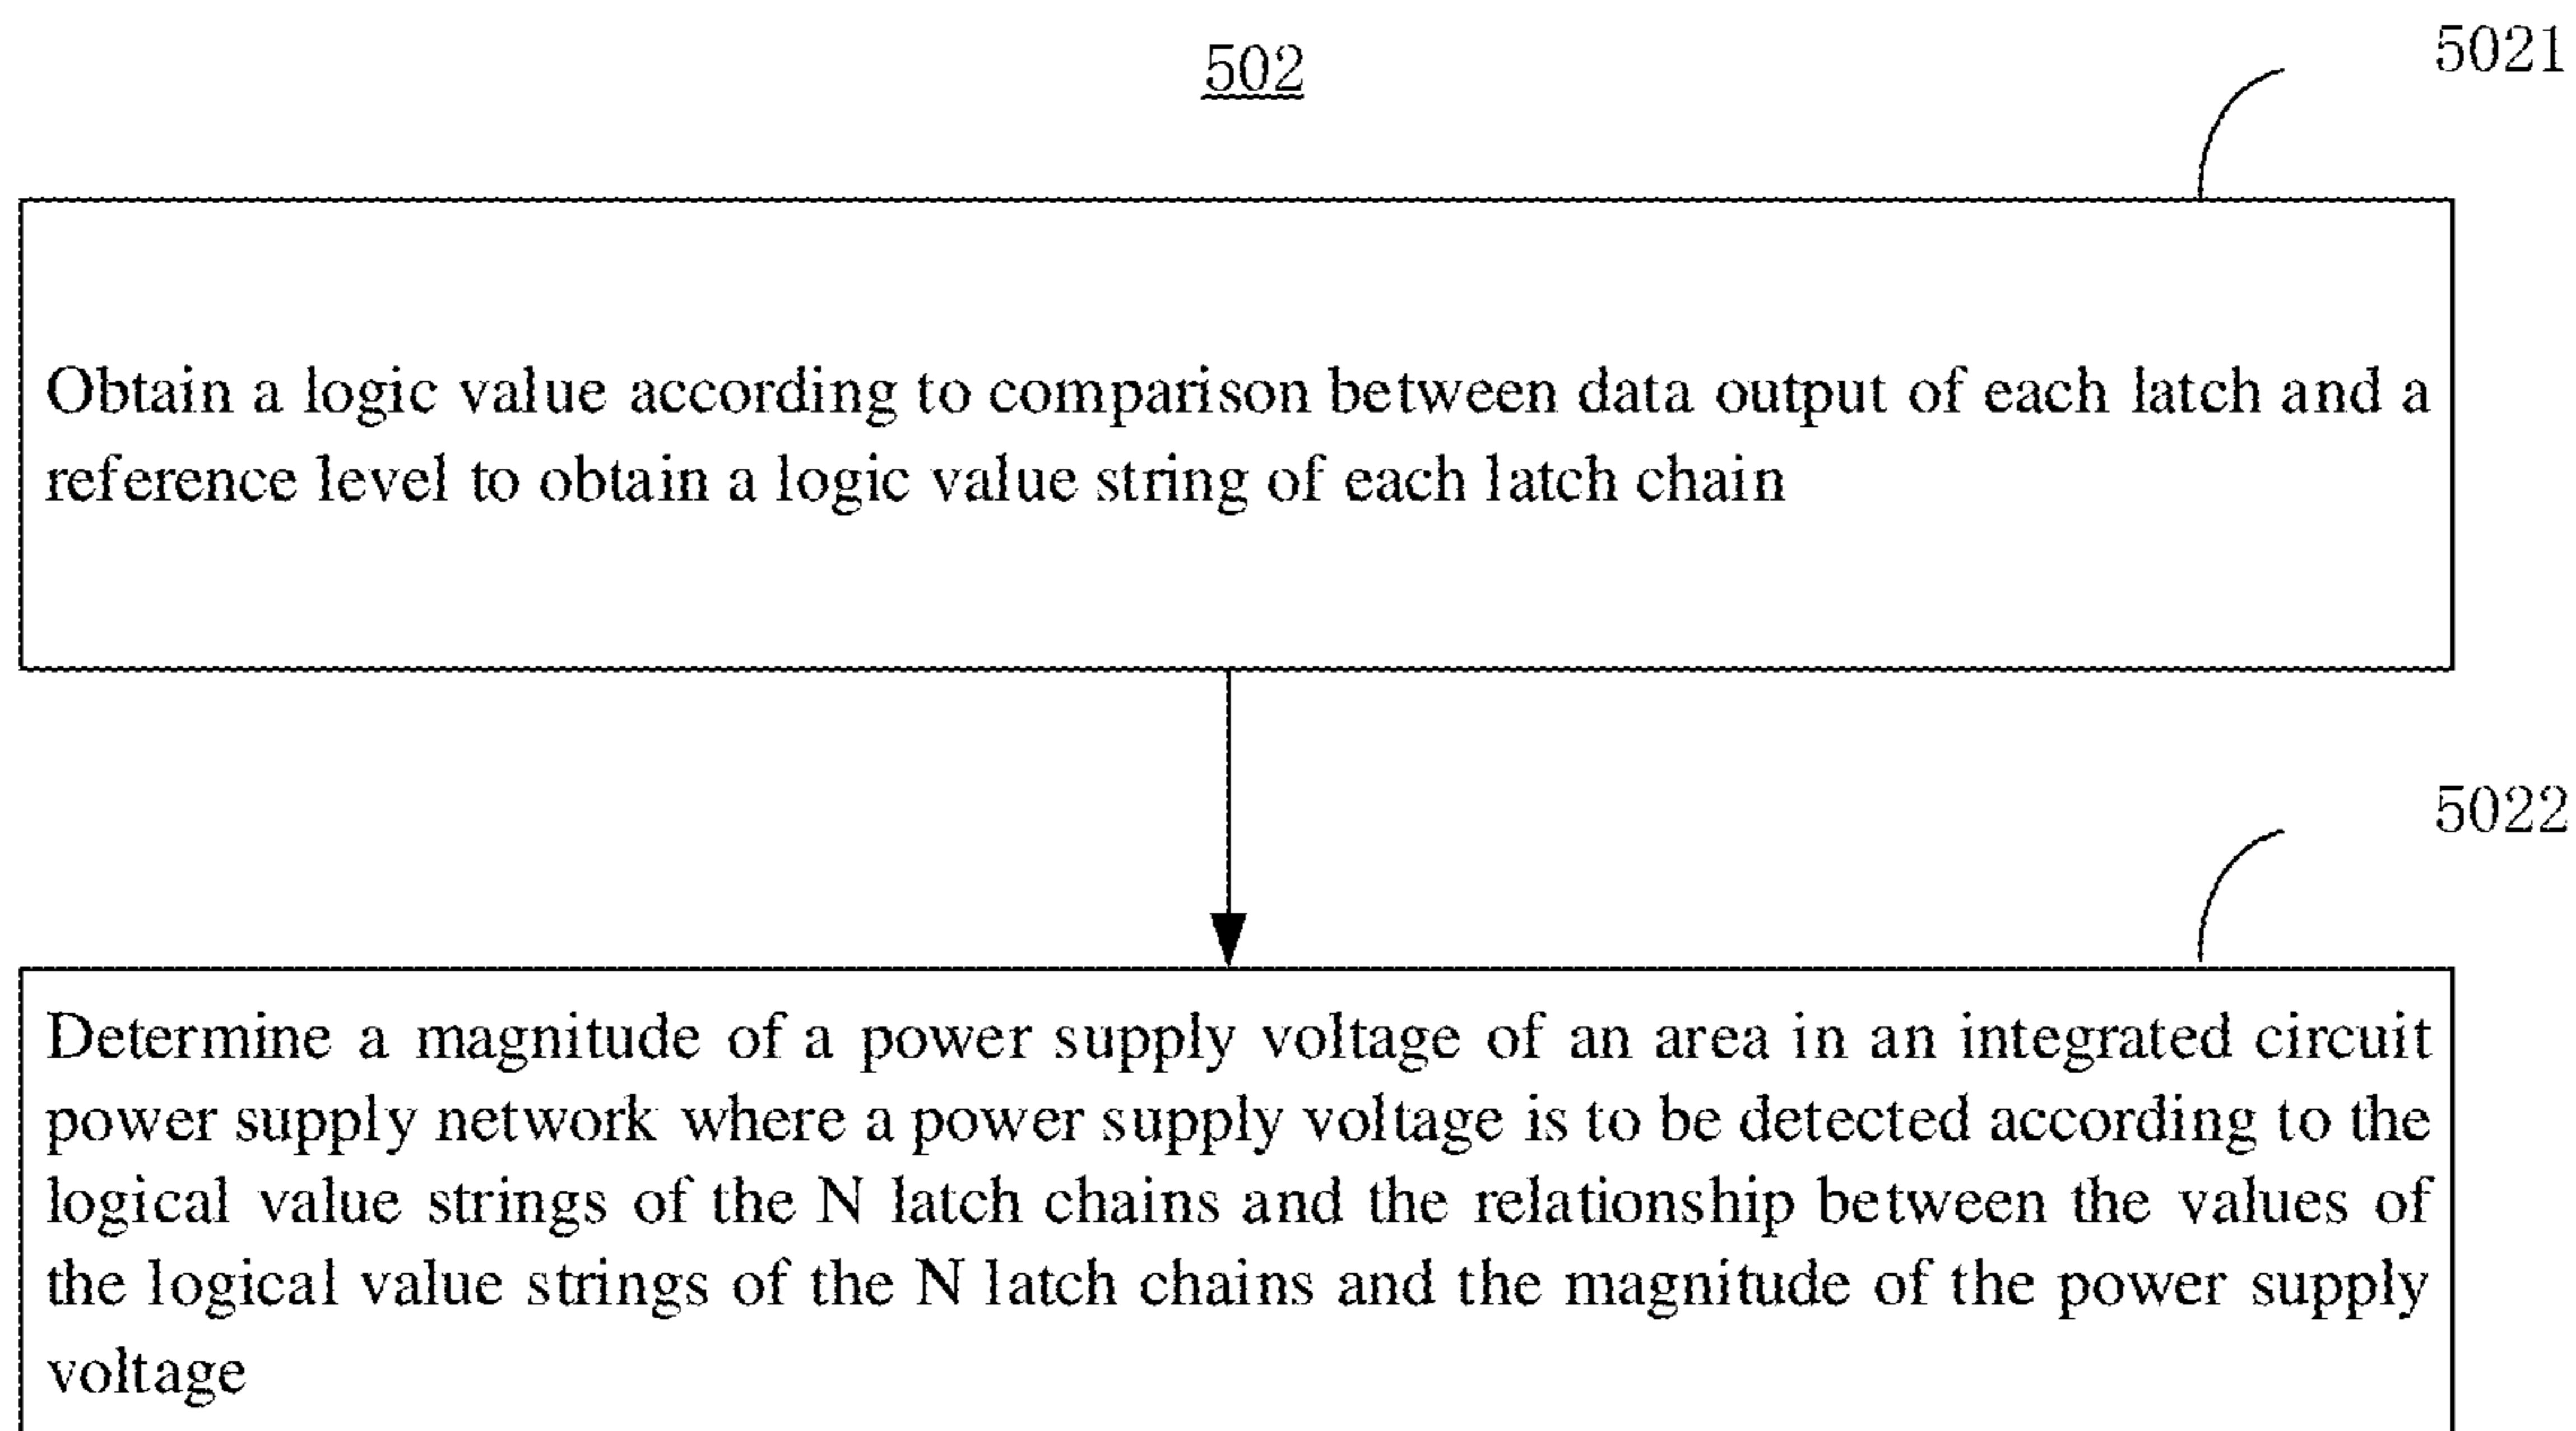 502
5021
Obtain a logic value according to comparison between data output of each latch and a
reference level to obtain a logic value string of each latch chain
5022
Determine a magnitude of a power supply voltage of an area in an integrated circuit
power supply network where a power supply voltage is to be detected according to the
logical value strings of the N latch chains and the relationship between the values of
the logical value strings of the N latch chains and the magnitude of the power supply
voltage